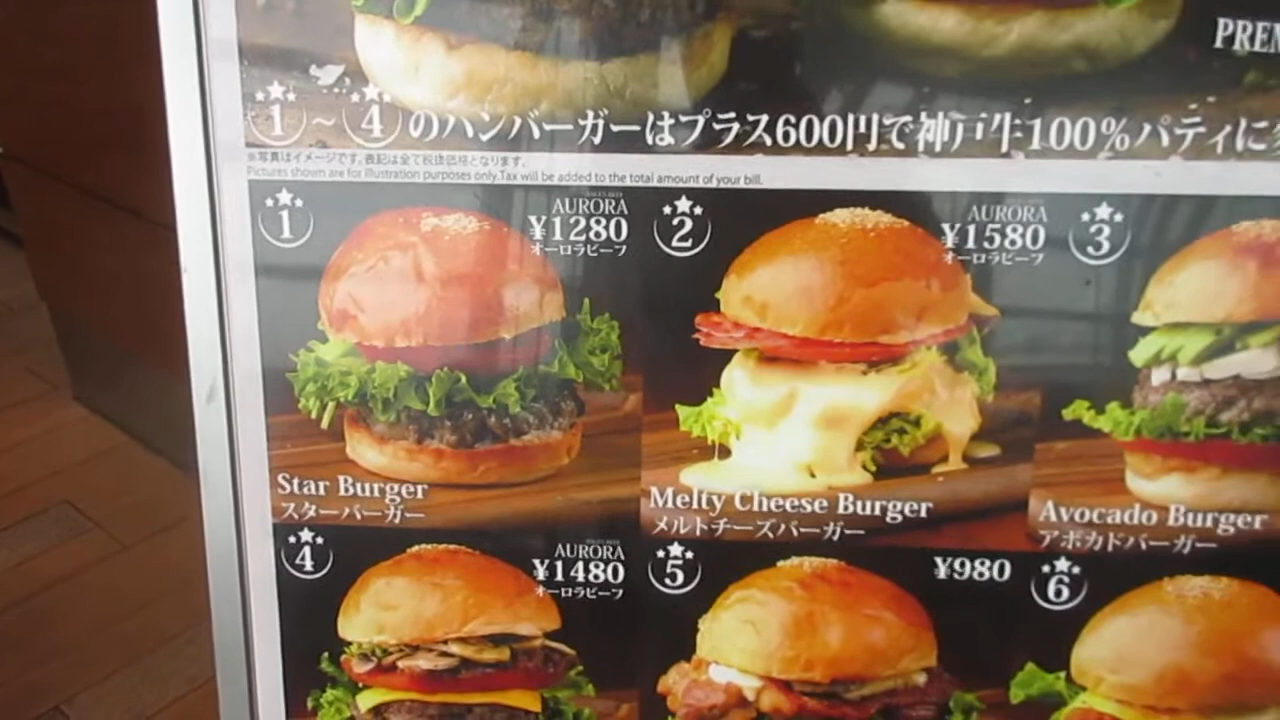 PREM
1～4のハンバーガーはプラス600円で神戸牛100%パティに
※写真はイメージです。表記は全て税抜価格となります。
Pictures shown are for illustration purposes only.Tax will be added to the total amount of your bill.
1
AURORA
¥1280
オーロラビーフ
2
AURORA
¥1580
オーロラビーフ
3
Star Burger
スターバーガー
Melty Cheese Burger
メルトチーズバーガー
Avocado Burger
アボカドバーガー
4
AURORA
¥1480
オーロラビーフ
5
¥980
6